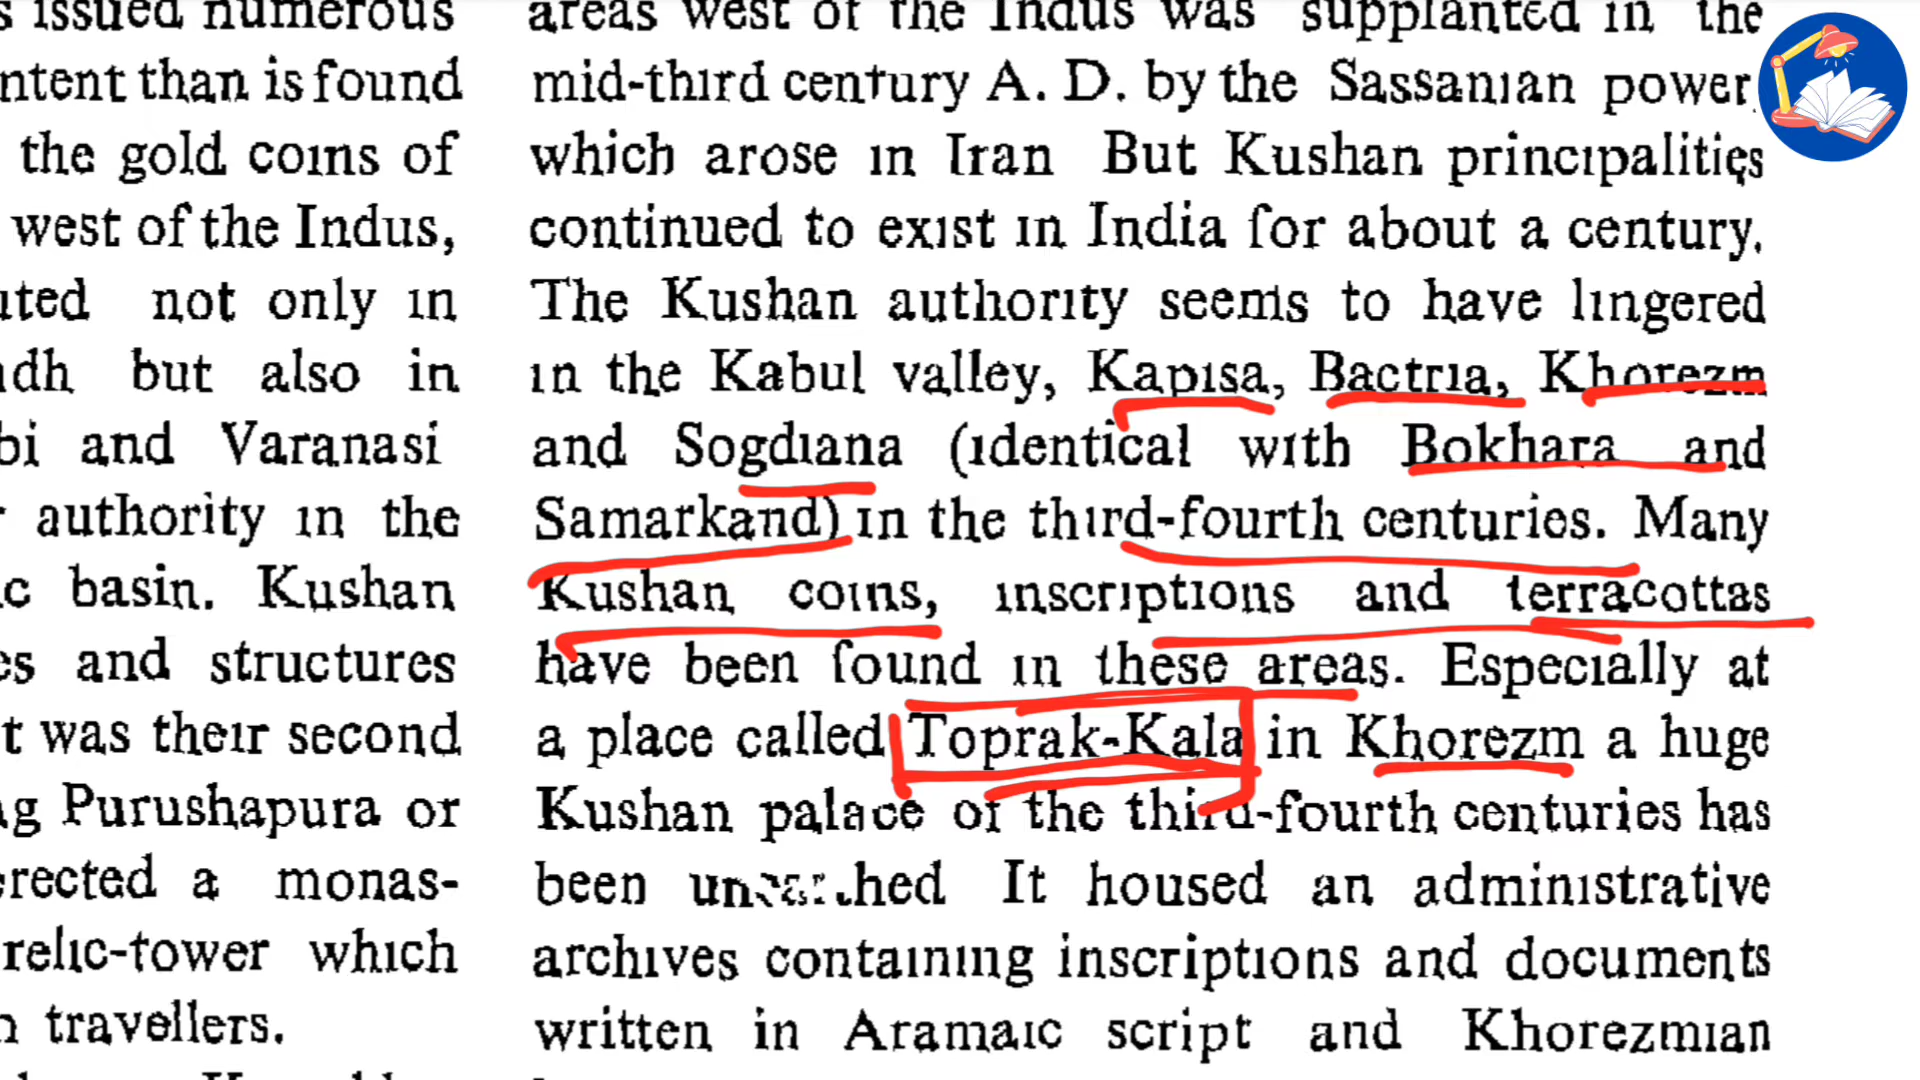 issued numerous
than is found
the gold coins of
west of the Indus,
not only in
but also in
and Varanasi
authority in the
basin. Kushan
and structures
was their second
Purushapura or
a monas-
relic-tower which
travellers.
areas west of the Indus was supplanted in the
mid-third century A. D. by the Sassanian power
which arose in Iran But Kushan principalities
continued to exist in India for about a century.
The Kushan authority seems to have lingered
in the Kabul valley, Kapisa, Bactria, Khorezm
and Sogdiana (identical with Bokhara and
Samarkand) in the third-fourth centuries. Many
Kushan coins, inscriptions and terracottas
have been found in these areas. Especially at
a place called Toprak-Kala in Khorezm a huge
Kushan palace of the third-fourth centuries has
been It housed an administrative
archives containing inscriptions and documents
written in Aramaic script and Khorezmian